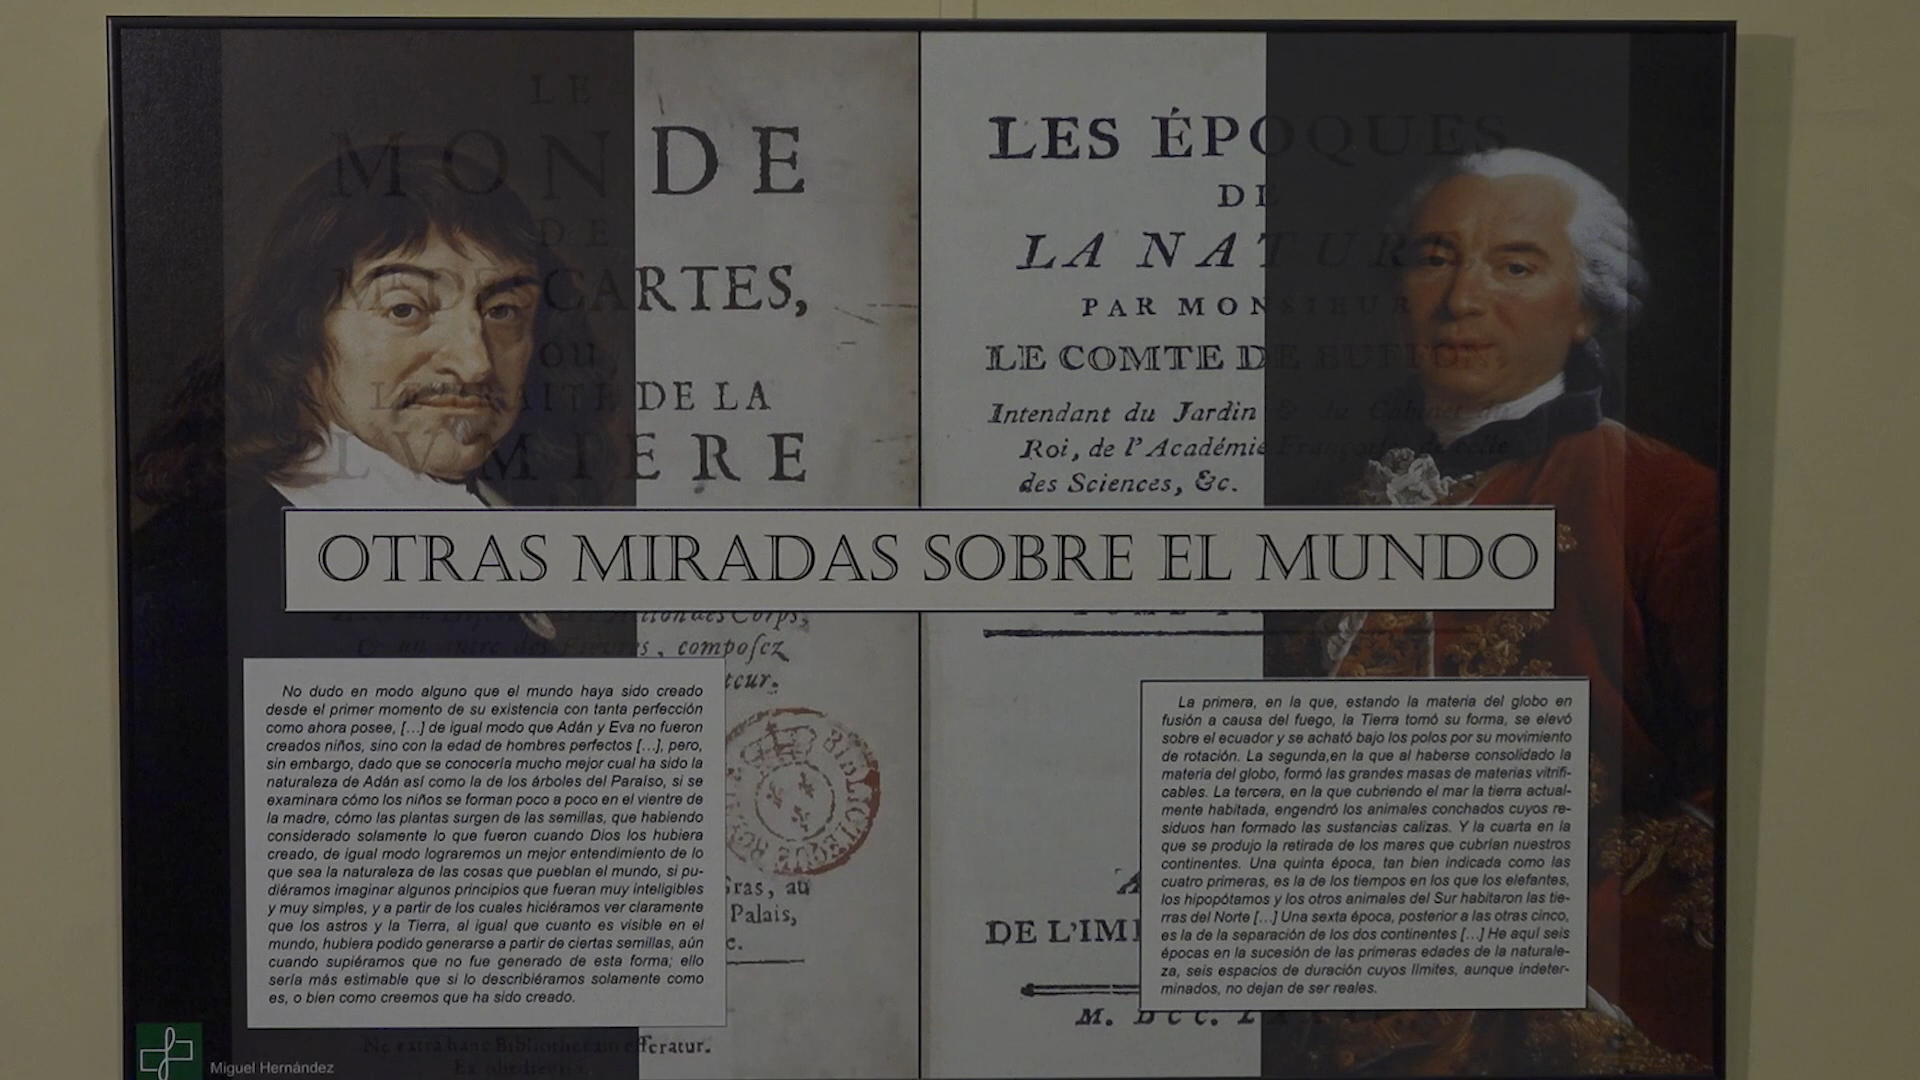 LE
MONDE
DE
MR DESCARTES,
OU
LE TRAITE DE LA
LVMIERE
LES ÉPOQUES
DE
LA NATURE
PAR MONSIEUR
LE COMTE DE BUFFON
Intendant du Jardin & du Cabinet du
Roi, de l'Académie Françoise, de celle
des Sciences, &c.
OTRAS MIRADAS SOBRE EL MUNDO
des Corps,
composez
No dudo en modo alguno que el mundo haya sido creado
desde el primer momento de su existencia con tanta perfección
como ahora posee, [...] de igual modo que Adán y Eva no fueron
creados niños, sino con la edad de hombres perfectos [...], pero,
sin embargo, dado que se conocería mucho mejor cual ha sido la
naturaleza de Adán así como la de los árboles del Paraíso, si se
examinara cómo los niños se forman poco a poco en el vientre de
la madre, cómo las plantas surgen de las semillas, que habiendo
considerado solamente lo que fueron cuando Dios los hubiera
creado, de igual modo lograremos un mejor entendimiento de lo
que sea la naturaleza de las cosas que pueblan el mundo, si pu-
diéramos imaginar algunos principios que fueran muy inteligibles
y muy simples, y a partir de los cuales hiciéramos ver claramente
que los astros y la Tierra, al igual que cuanto es visible en el
mundo, hubiera podido generarse a partir de ciertas semillas, aún
cuando supiéramos que no fue generado de esta forma; ello
sería más estimable que si lo describiéramos solamente como
es, o bien como creemos que ha sido creado.
Gras, au
Palais,
La primera, en la que, estando la materia del globo en
fusión a causa del fuego, la Tierra tomó su forma, se elevó
sobre el ecuador y se acható bajo los polos por su movimiento
de rotación. La segunda,en la que al haberse consolidado la
materia del globo, formó las grandes masas de materias vitrifi-
cables. La tercera, en la que cubriendo el mar la tierra actual-
mente habitada, engendró los animales conchados cuyos re-
siduos han formado las sustancias calizas. Y la cuarta en la
que se produjo la retirada de los mares que cubrían nuestros
continentes. Una quinta época, tan bien indicada como las
cuatro primeras, es la de los tiempos en los que los elefantes,
los hipopótamos y los otros animales del Sur habitaron las tie-
rras del Norte [...] Una sexta época, posterior a las otras cinco,
es la de la separación de los dos continentes [...] He aquí seis
épocas en la sucesión de las primeras edades de la naturale-
za, seis espacios de duración cuyos límites, aunque indeter-
minados, no dejan de ser reales.
DE L'IM
Miguel Hernández